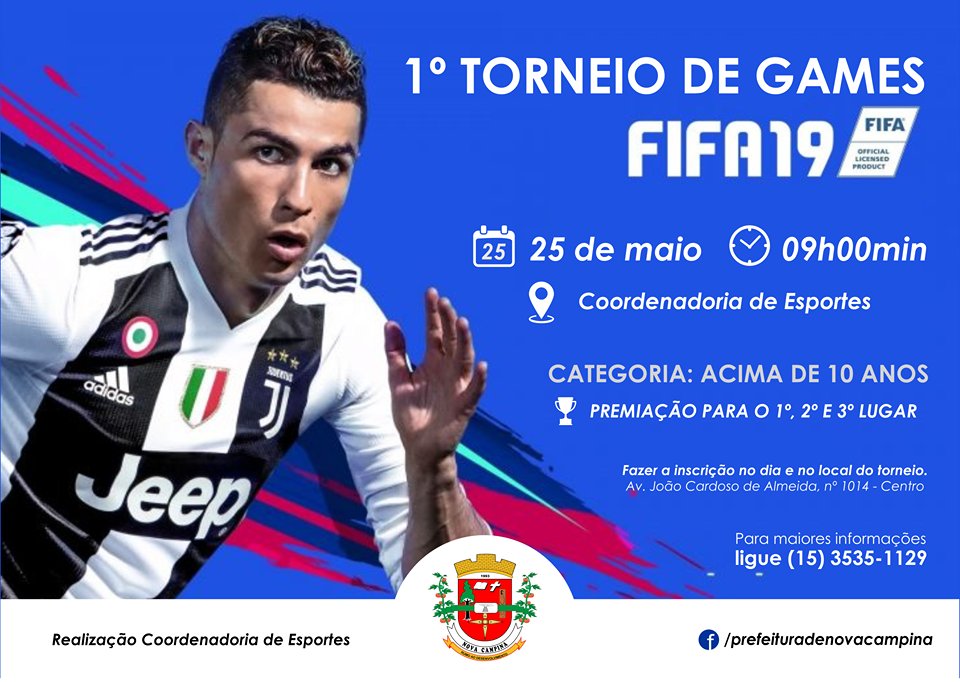 1º TORNEIO DE GAMES
FIFA19
FIFA
OFFICIAL
LICENSED
PRODUCT
25
25 de maio
09h00min
Coordenadoria de Esportes
CATEGORIA: ACIMA DE 10 ANOS
PREMIAÇÃO PARA O 1º, 2º E 3º LUGAR
Fazer a inscrição no dia e no local do torneio.
Av. João Cardoso de Almeida, nº 1014 - Centro
Para maiores informações
ligue (15) 3535-1129
adidas
JUVENTUS
Jeep
1993
NOVA CAMPINA
Realização Coordenadoria de Esportes
/prefeituradenovacampina